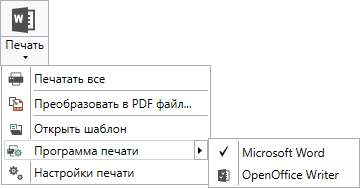 Печать
Печатать все
Преобразовать в PDF файл...
Открыть шаблон
Программа печати
Microsoft Word
OpenOffice Writer
Настройки печати